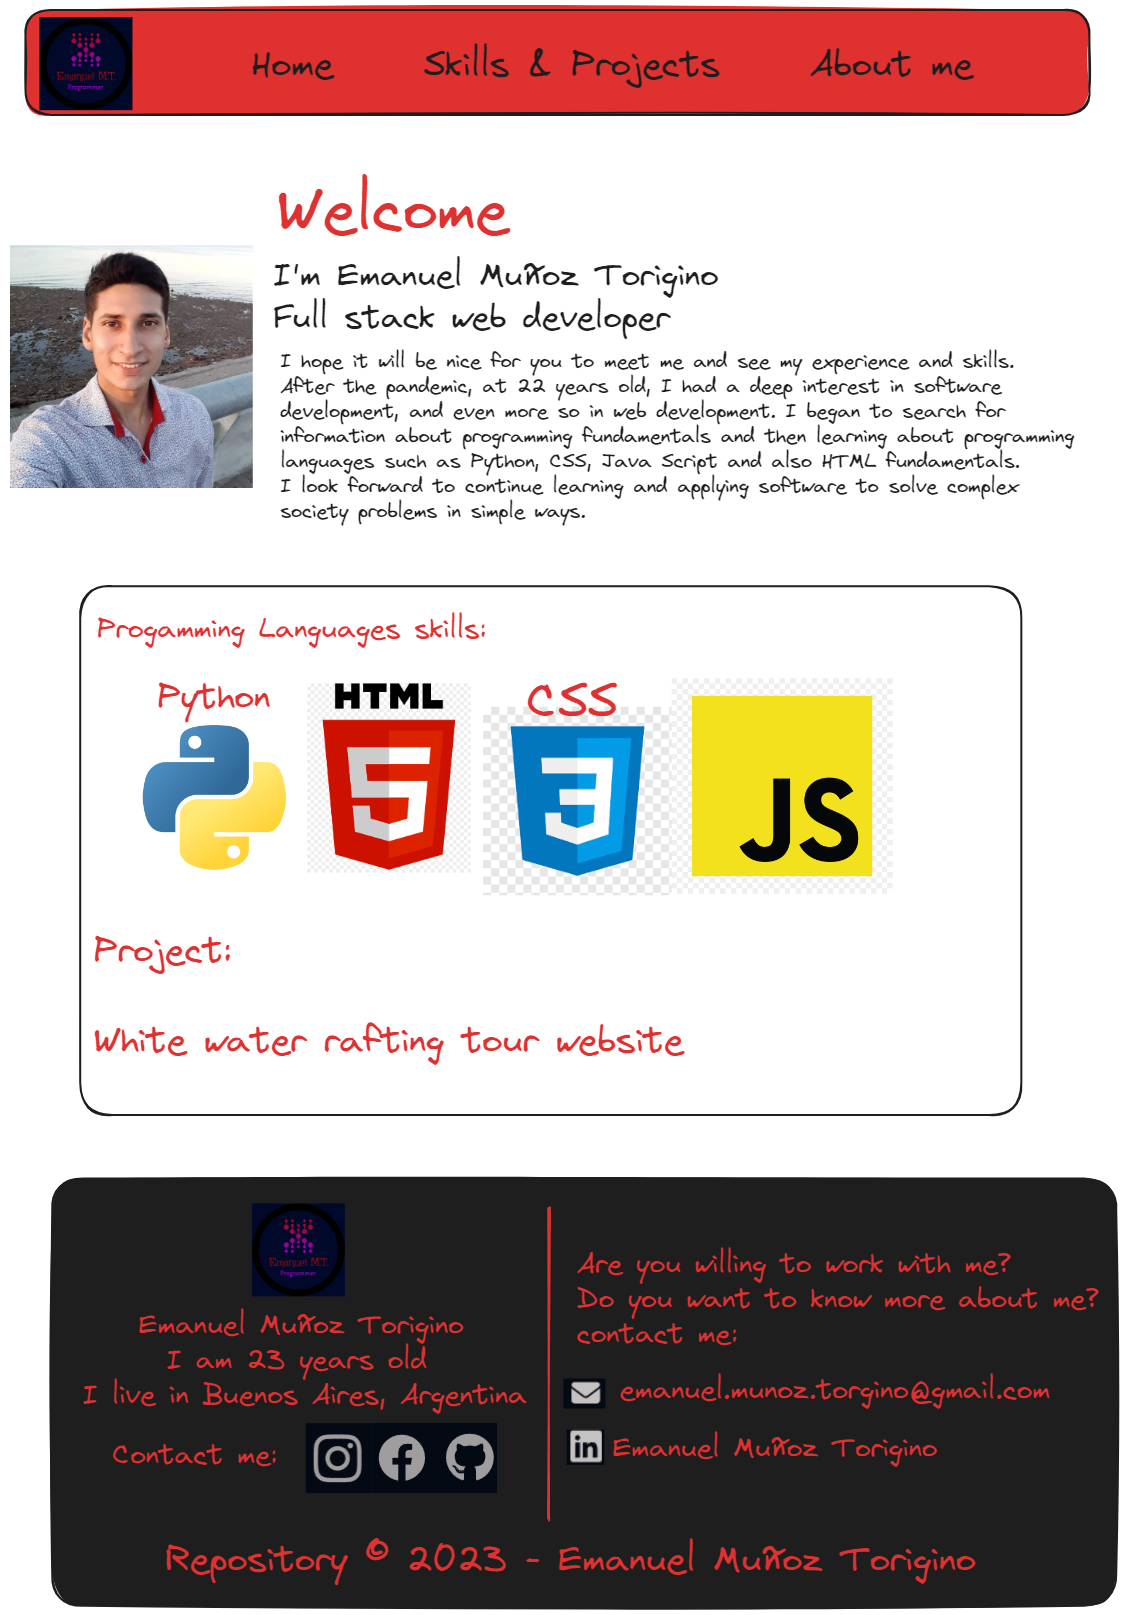 Emanuel M.T.
Programmer
Home Skills & Projects About me
Welcome
I'm Emanuel Muñoz Torigino
Full stack web developer
I hope it will be nice for you to meet me and see my experience and skills.
After the pandemic, at 22 years old, I had a deep interest in software
development, and even more so in web development. I began to search for
information about programming fundamentals and then learning about programming
languages such as Python, CSS, Java Script and also HTML fundamentals.
I look forward to continue learning and applying software to solve complex
society problems in simple ways.
Progamming Languages skills:
Python HTML CSS
5 3 JS
Project:
White water rafting tour website
Emanuel M.T.
Programmer
Emanuel Muñoz Torigino
I am 23 years old
I live in Buenos Aires, Argentina
Contact me:
Are you willing to work with me?
Do you want to know more about me?
contact me:
emanuel.munoz.torgino@gmail.com
in Emanuel Muñoz Torigino
Repository © 2023 - Emanuel Muñoz Torigino